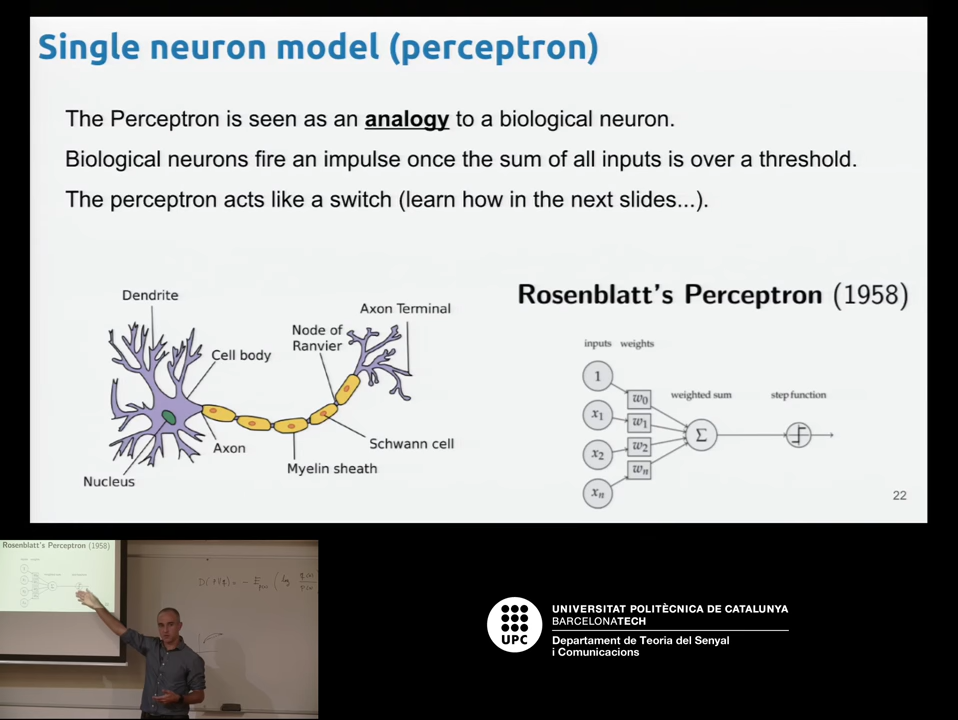 Single neuron model (perceptron)
The Perceptron is seen as an analogy to a biological neuron.
Biological neurons fire an impulse once the sum of all inputs is over a threshold.
The perceptron acts like a switch (learn how in the next slides...).
Dendrite
Cell body
Node of
Ranvier
Axon Terminal
Axon
Schwann cell
Myelin sheath
Nucleus
Rosenblatt's Perceptron (1958)
inputs weights
weighted sum
step function
1
x₁
x₂
xₙ
w₀
w₁
w₂
wₙ
Σ
22
Rosenblatt's Perceptron (1958)
UPC
UNIVERSITAT POLITÈCNICA DE CATALUNYA
BARCELONATECH
Departament de Teoria del Senyal
i Comunicacions